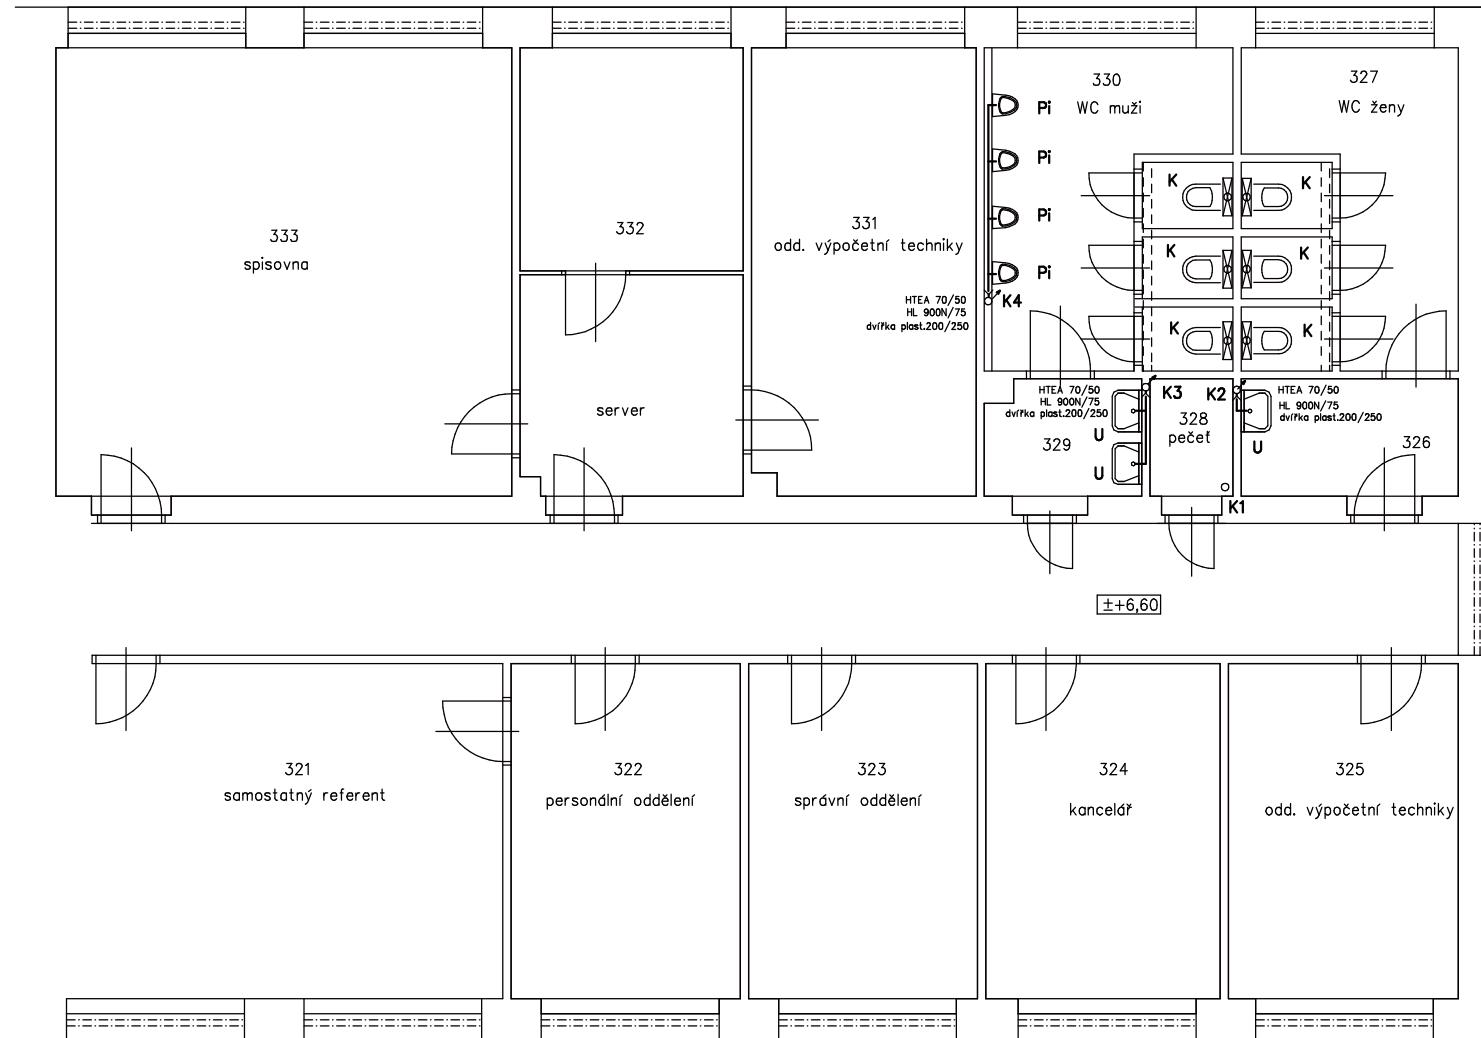 330
WC muži
327
WC ženy
Pi
Pi
Pi
Pi
K
K
K
K
K
K
333
spisovna
332
331
odd. výpočetní techniky
HTEA 70/50
HL 900N/75
dvířka plast.200/250
K4
server
HTEA 70/50
HL 900N/75
dvířka plast.200/250
K3
K2
HTEA 70/50
HL 900N/75
dvířka plast.200/250
328
pečeť
329
U
U
U
326
K1
±+6,60
321
samostatný referent
322
personální oddělení
323
správní oddělení
324
kancelář
325
odd. výpočetní techniky